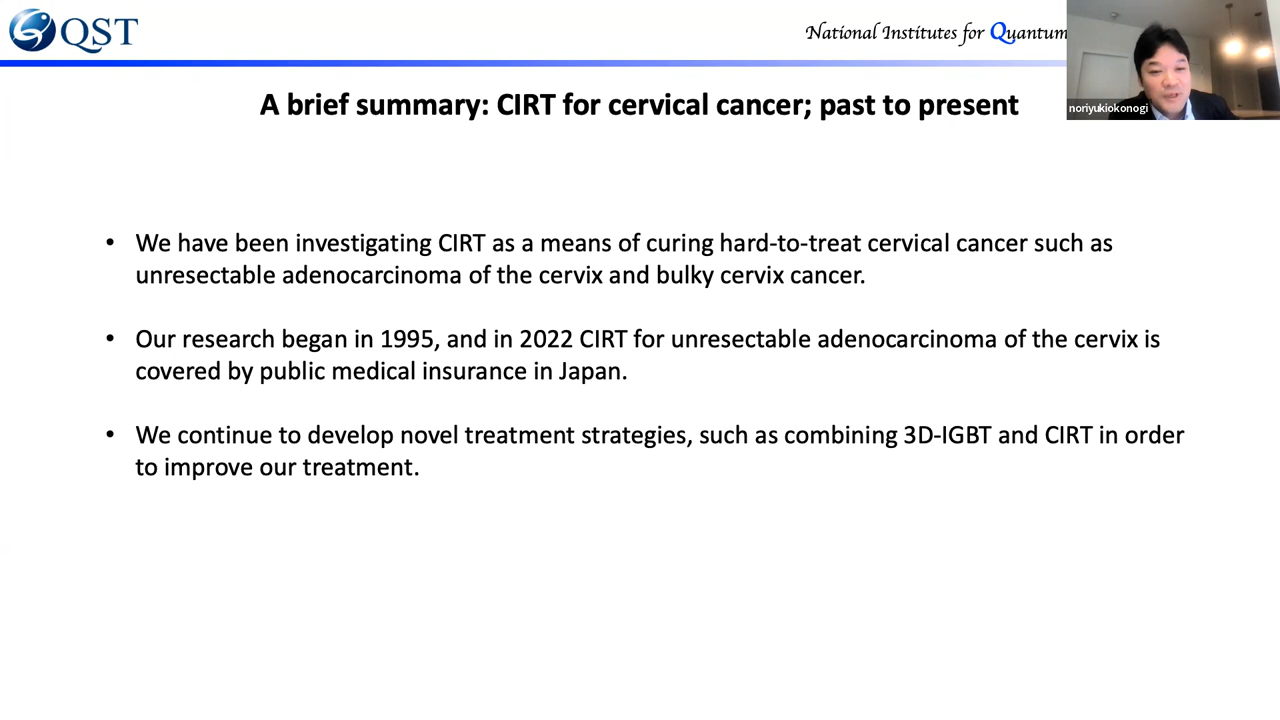 QST
National Institutes for Quantum
noriyukiokonogi
A brief summary: CIRT for cervical cancer; past to present
• We have been investigating CIRT as a means of curing hard-to-treat cervical cancer such as
unresectable adenocarcinoma of the cervix and bulky cervix cancer.
• Our research began in 1995, and in 2022 CIRT for unresectable adenocarcinoma of the cervix is
covered by public medical insurance in Japan.
• We continue to develop novel treatment strategies, such as combining 3D-IGBT and CIRT in order
to improve our treatment.